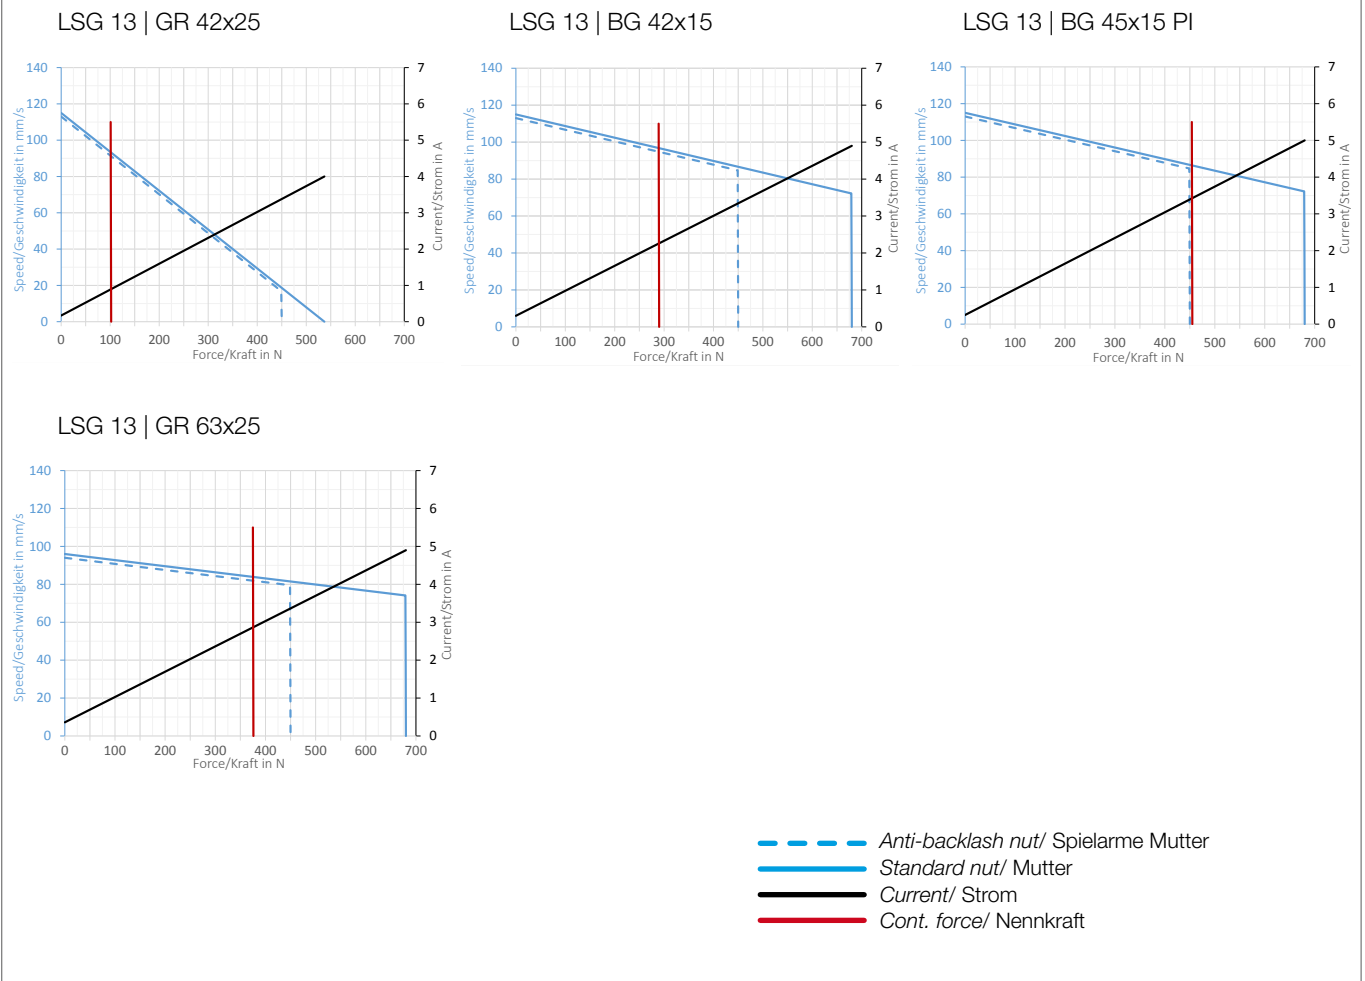 LSG 13 | GR 42x25
LSG 13 | BG 42x15
LSG 13 | BG 45x15 PI
Speed/Geschwindigkeit in mm/s
140
120
100
80
60
40
20
0
0 100 200 300 400 500 600 700
Force/Kraft in N
7
6
5
4
3
2
1
0
Current/Strom in A
Speed/Geschwindigkeit in mm/s
140
120
100
80
60
40
20
0
0 100 200 300 400 500 600 700
Force/Kraft in N
7
6
5
4
3
2
1
0
Current/Strom in A
Speed/Geschwindigkeit in mm/s
140
120
100
80
60
40
20
0
0 100 200 300 400 500 600 700
Force/Kraft in N
7
6
5
4
3
2
1
0
Current/Strom in A
LSG 13 | GR 63x25
Speed/Geschwindigkeit in mm/s
140
120
100
80
60
40
20
0
0 100 200 300 400 500 600 700
Force/Kraft in N
7
6
5
4
3
2
1
0
Current/Strom in A
Anti-backlash nut/ Spielarme Mutter
Standard nut/ Mutter
Current/ Strom
Cont. force/ Nennkraft